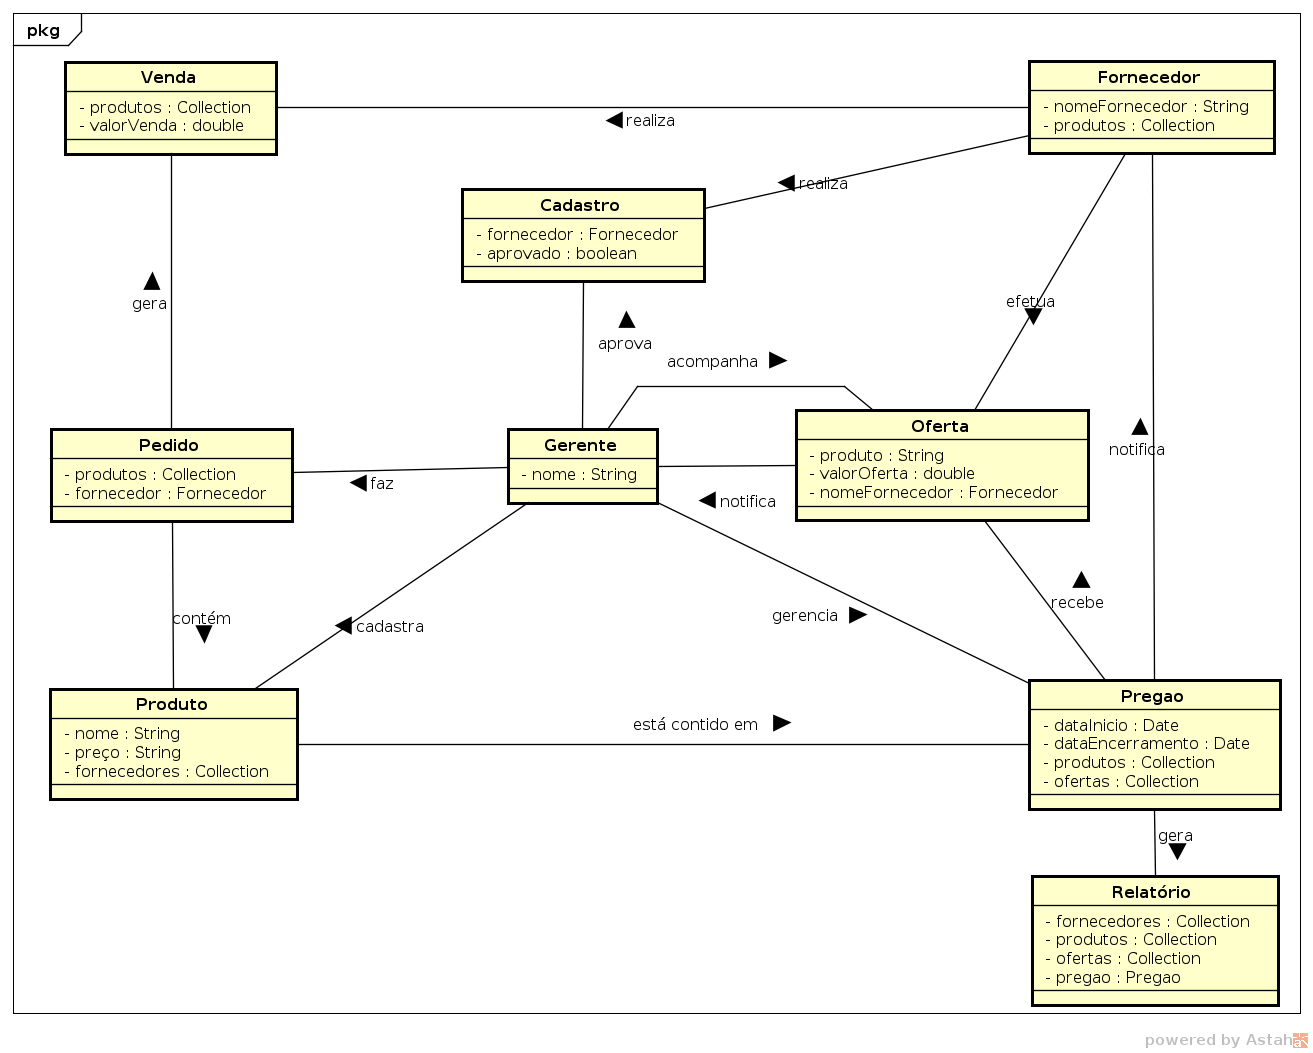 pkg
Venda
- produtos : Collection
- valorVenda : double
Fornecedor
- nomeFornecedor : String
- produtos : Collection
realiza
realiza
Cadastro
- fornecedor : Fornecedor
- aprovado : boolean
gera
efetua
aprova
acompanha
Pedido
- produtos : Collection
- fornecedor : Fornecedor
faz
Gerente
- nome : String
Oferta
- produto : String
- valorOferta : double
- nomeFornecedor : Fornecedor
notifica
notifica
contém
cadastra
gerencia
recebe
Produto
- nome : String
- preço : String
- fornecedores : Collection
está contido em
Pregao
- dataInicio : Date
- dataEncerramento : Date
- produtos : Collection
- ofertas : Collection
gera
Relatório
- fornecedores : Collection
- produtos : Collection
- ofertas : Collection
- pregao : Pregao
powered by Astah